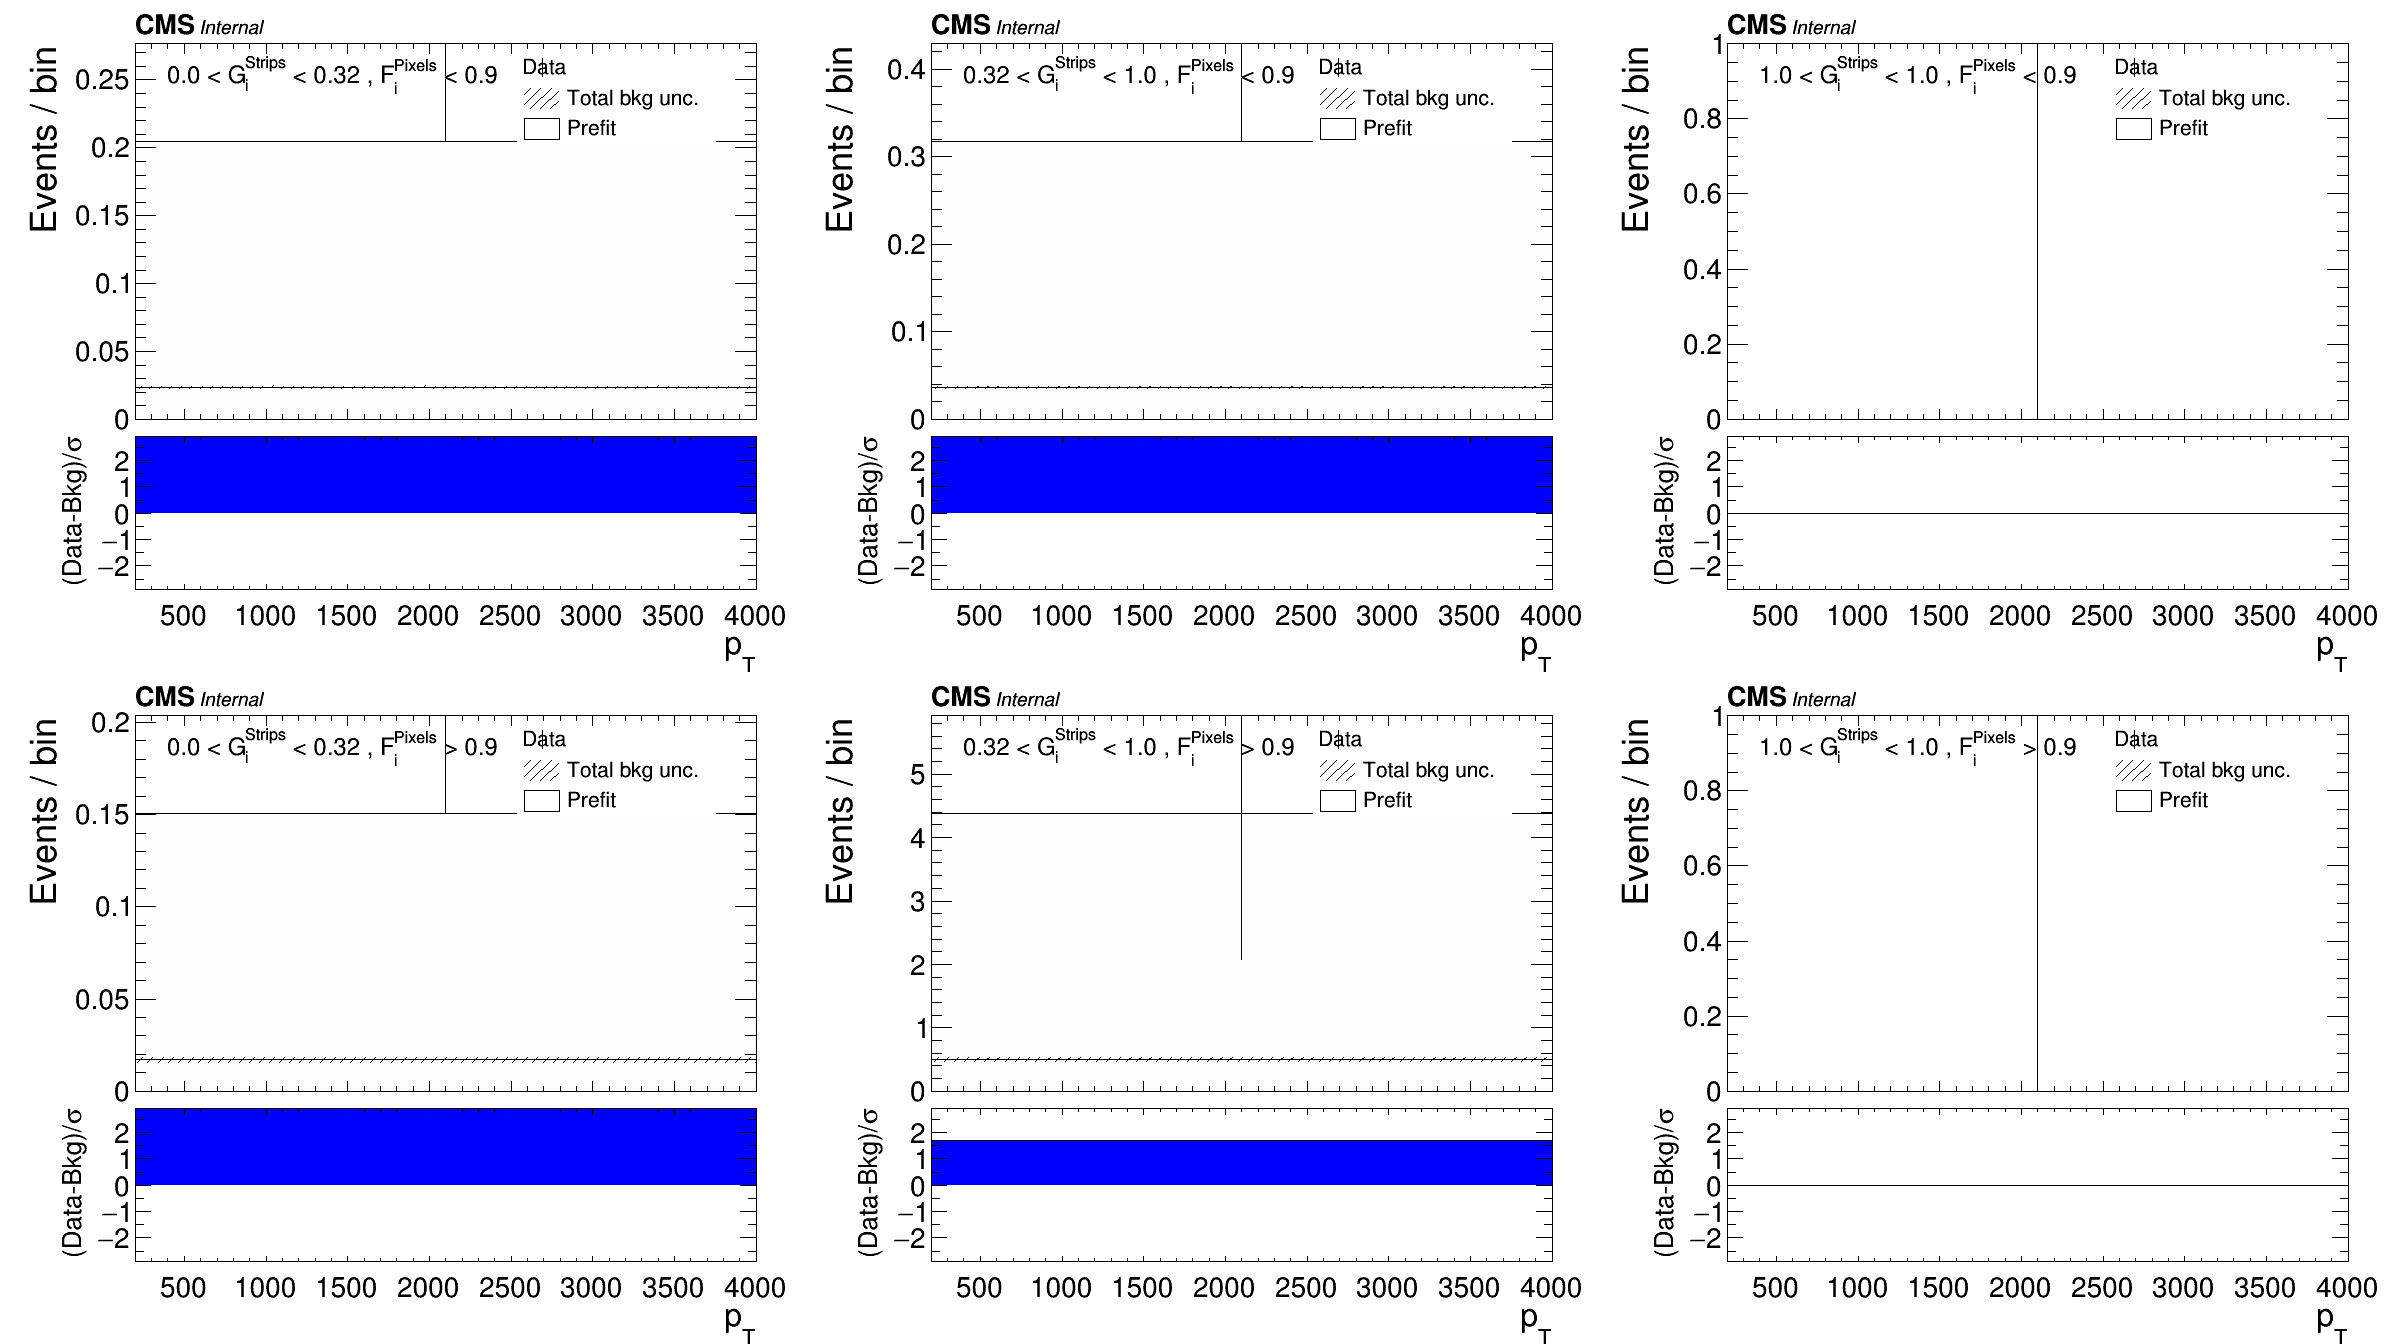 CMS Internal
Events / bin
0.0 < G_i^Strips < 0.32 , F_i^Pixels < 0.9
Data
Total bkg unc.
Prefit
0.25
0.2
0.15
0.1
0.05
0
(Data-Bkg)/σ
2
1
0
−1
−2
500 1000 1500 2000 2500 3000 3500 4000
p_T
CMS Internal
Events / bin
0.32 < G_i^Strips < 1.0 , F_i^Pixels < 0.9
Data
Total bkg unc.
Prefit
0.4
0.3
0.2
0.1
0
(Data-Bkg)/σ
2
1
0
−1
−2
500 1000 1500 2000 2500 3000 3500 4000
p_T
CMS Internal
Events / bin
1.0 < G_i^Strips < 1.0 , F_i^Pixels < 0.9
Data
Total bkg unc.
Prefit
1
0.8
0.6
0.4
0.2
0
(Data-Bkg)/σ
2
1
0
−1
−2
500 1000 1500 2000 2500 3000 3500 4000
p_T
CMS Internal
Events / bin
0.0 < G_i^Strips < 0.32 , F_i^Pixels > 0.9
Data
Total bkg unc.
Prefit
0.2
0.15
0.1
0.05
0
(Data-Bkg)/σ
2
1
0
−1
−2
500 1000 1500 2000 2500 3000 3500 4000
p_T
CMS Internal
Events / bin
0.32 < G_i^Strips < 1.0 , F_i^Pixels > 0.9
Data
Total bkg unc.
Prefit
5
4
3
2
1
0
(Data-Bkg)/σ
2
1
0
−1
−2
500 1000 1500 2000 2500 3000 3500 4000
p_T
CMS Internal
Events / bin
1.0 < G_i^Strips < 1.0 , F_i^Pixels > 0.9
Data
Total bkg unc.
Prefit
1
0.8
0.6
0.4
0.2
0
(Data-Bkg)/σ
2
1
0
−1
−2
500 1000 1500 2000 2500 3000 3500 4000
p_T